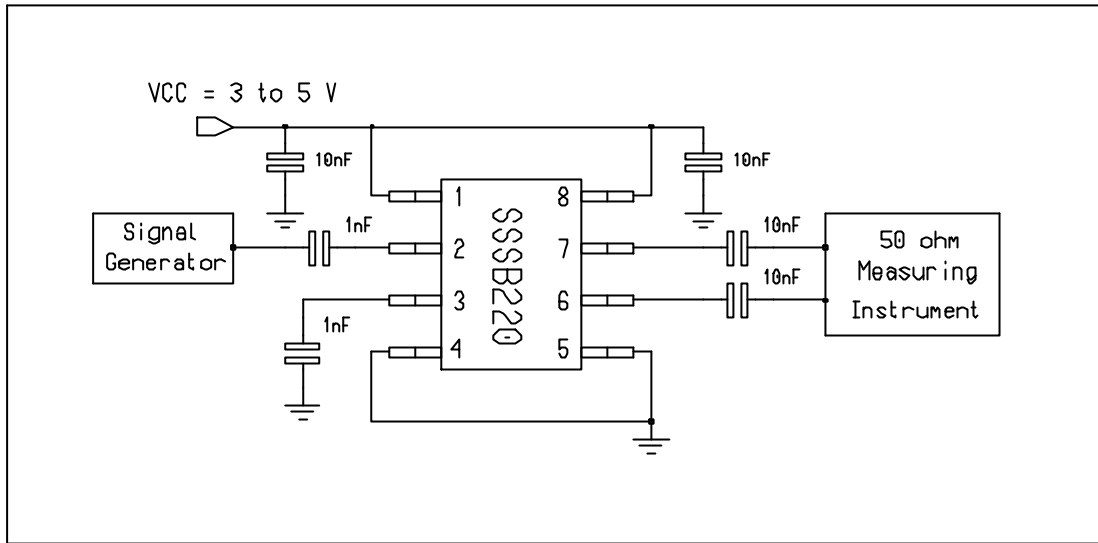 VCC = 3 to 5 V
10nF
10nF
1
8
Signal
Generator
1nF
2
7
10nF
50 ohm
Measuring
Instrument
10nF
3
6
1nF
4
5
SSSB220